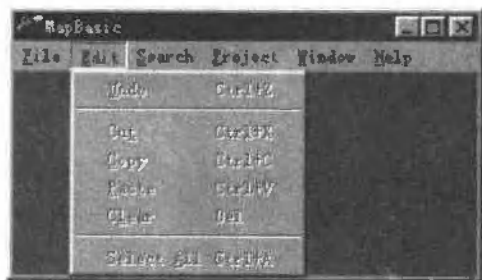 MapBasic
File Edit Search Project Window Help
Undo Ctrl+Z
Cut Ctrl+X
Copy Ctrl+C
Paste Ctrl+V
Clear Del
Select All Ctrl+A